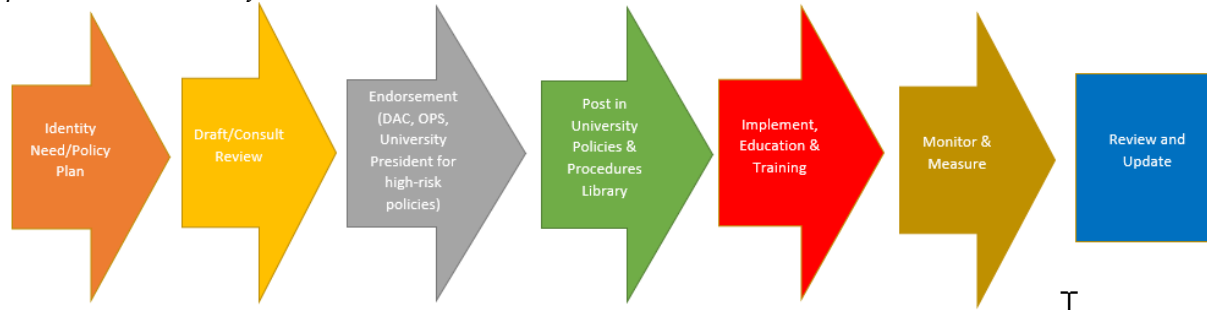 Identity
Need/Policy
Plan
Draft/Consult
Review
Endorsement
(DAC, OPS,
University
President for
high-risk
policies)
Post in
University
Policies &
Procedures
Library
Implement,
Education &
Training
Monitor &
Measure
Review and
Update